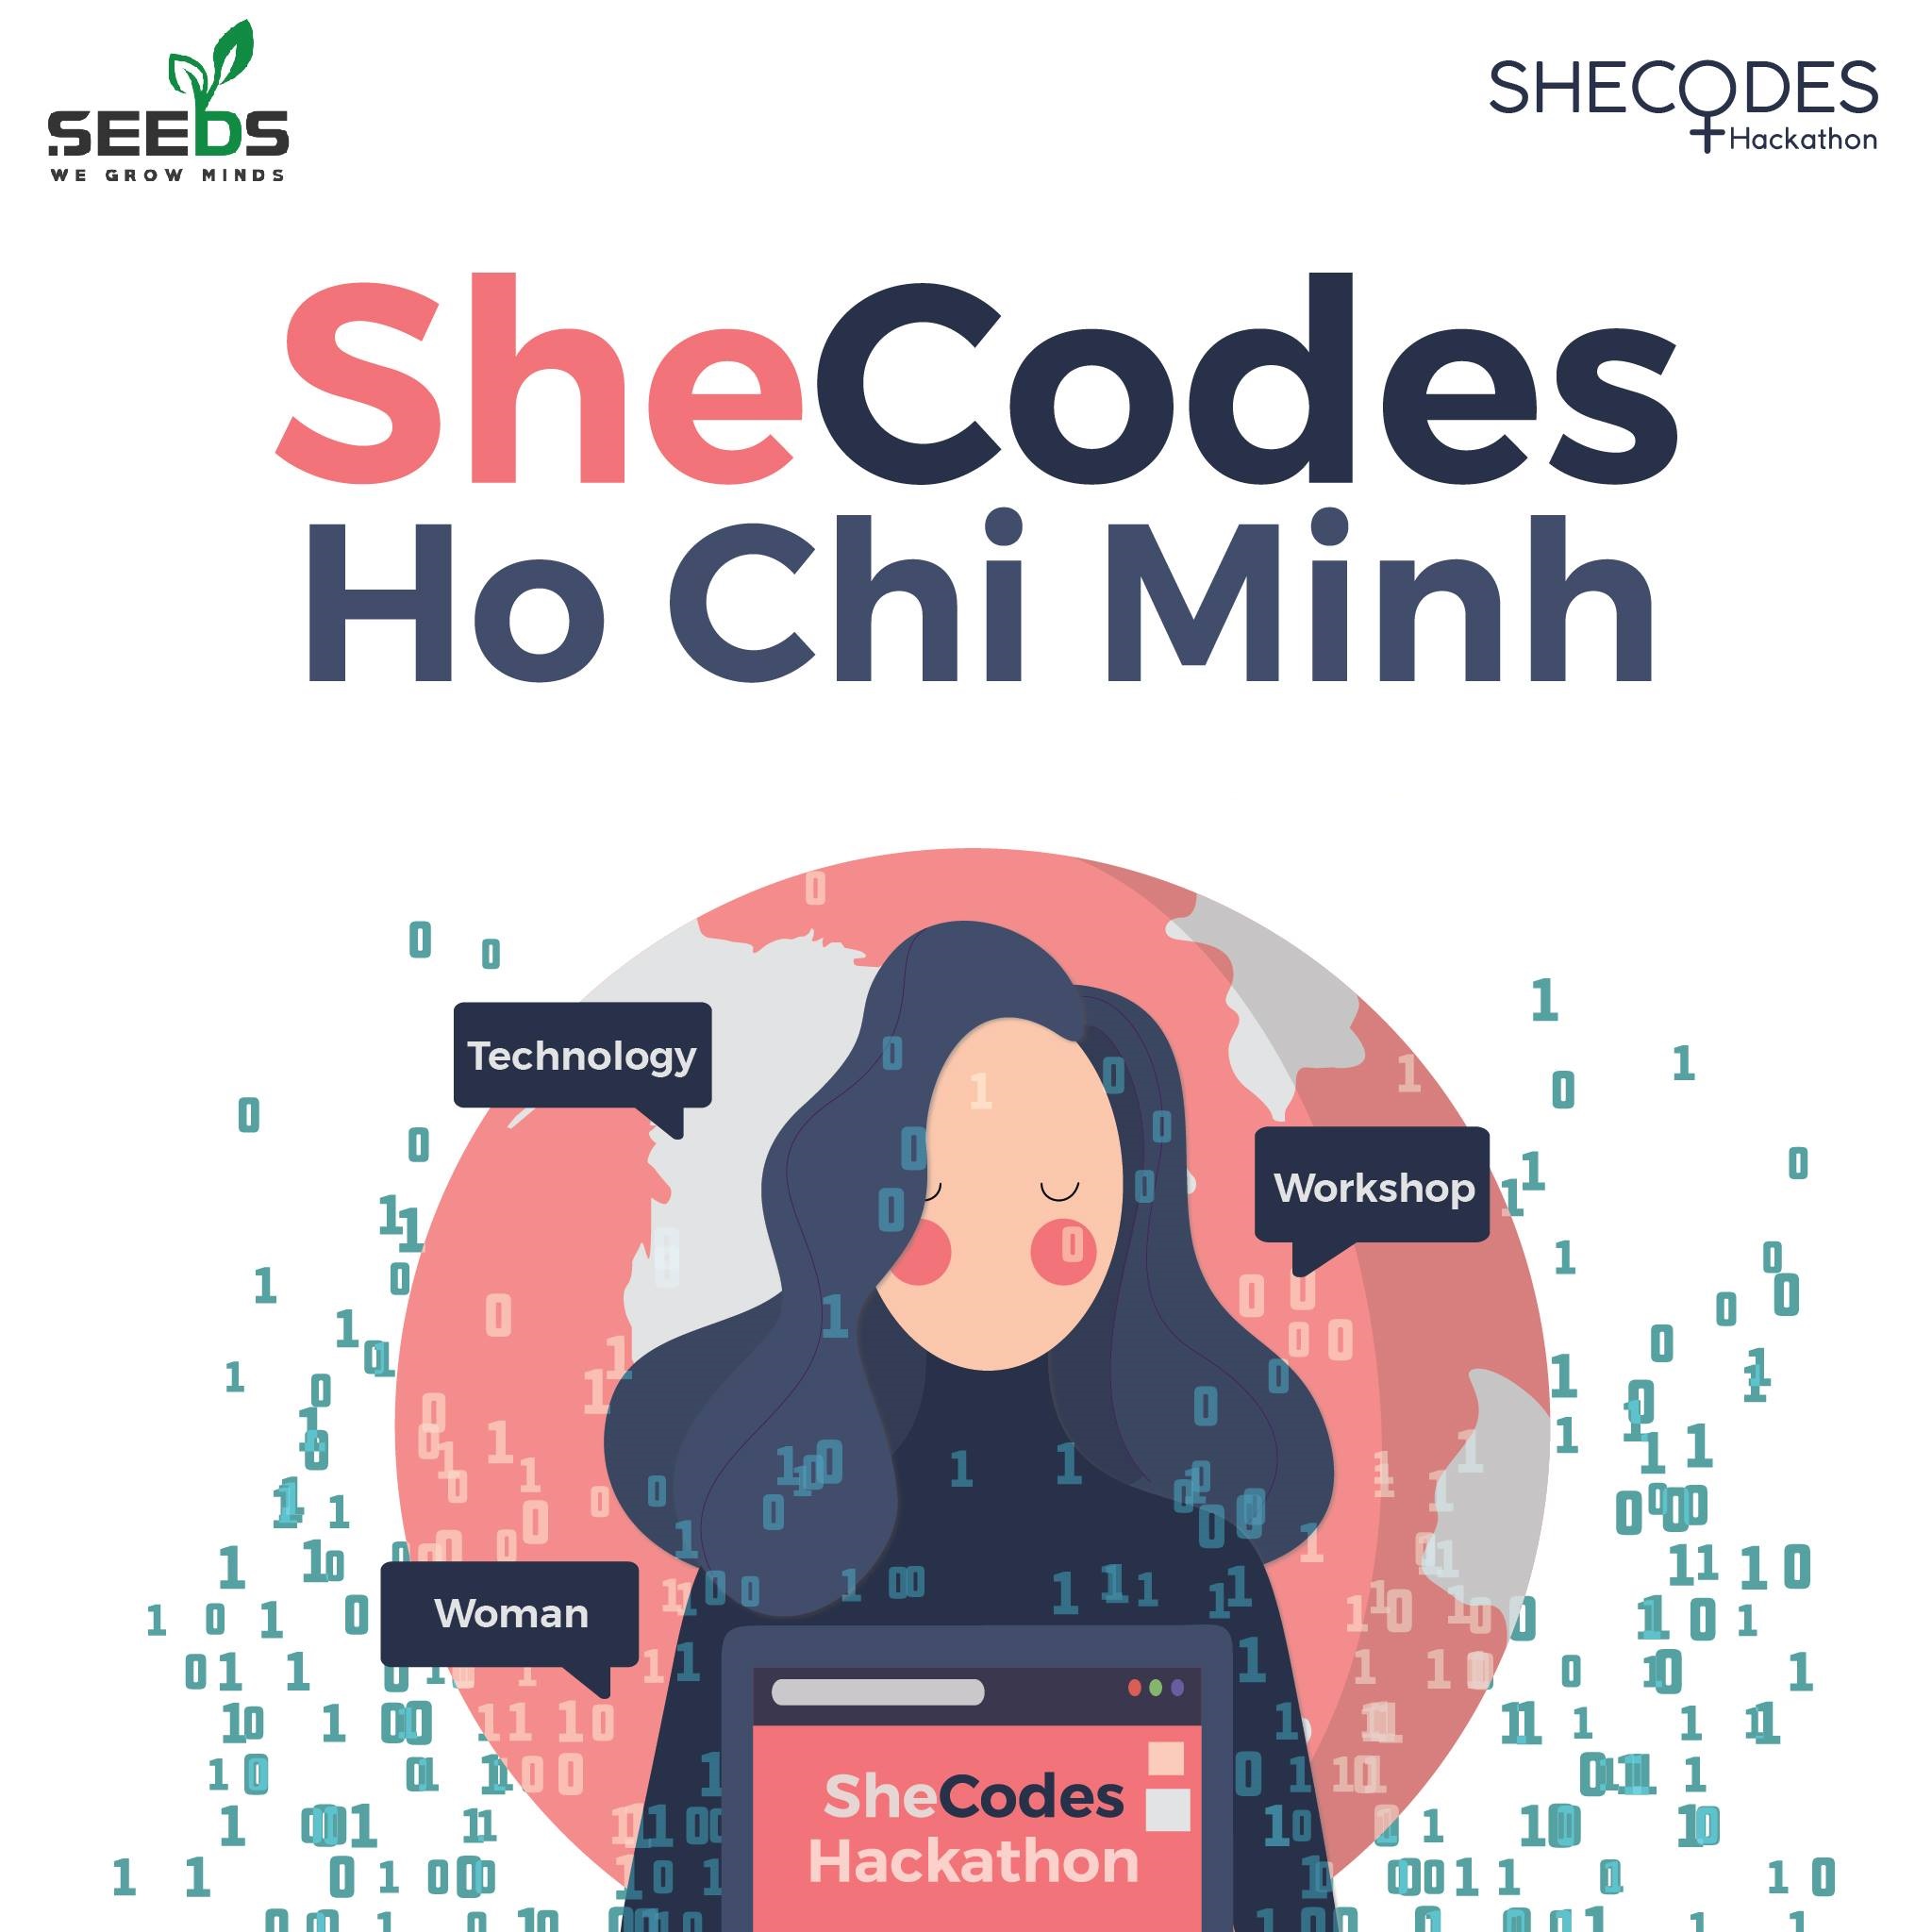 .SEEDS
WE GROW MINDS
SHECODES
Hackathon
SheCodes
Ho Chi Minh
Technology
Workshop
Woman
SheCodes
Hackathon